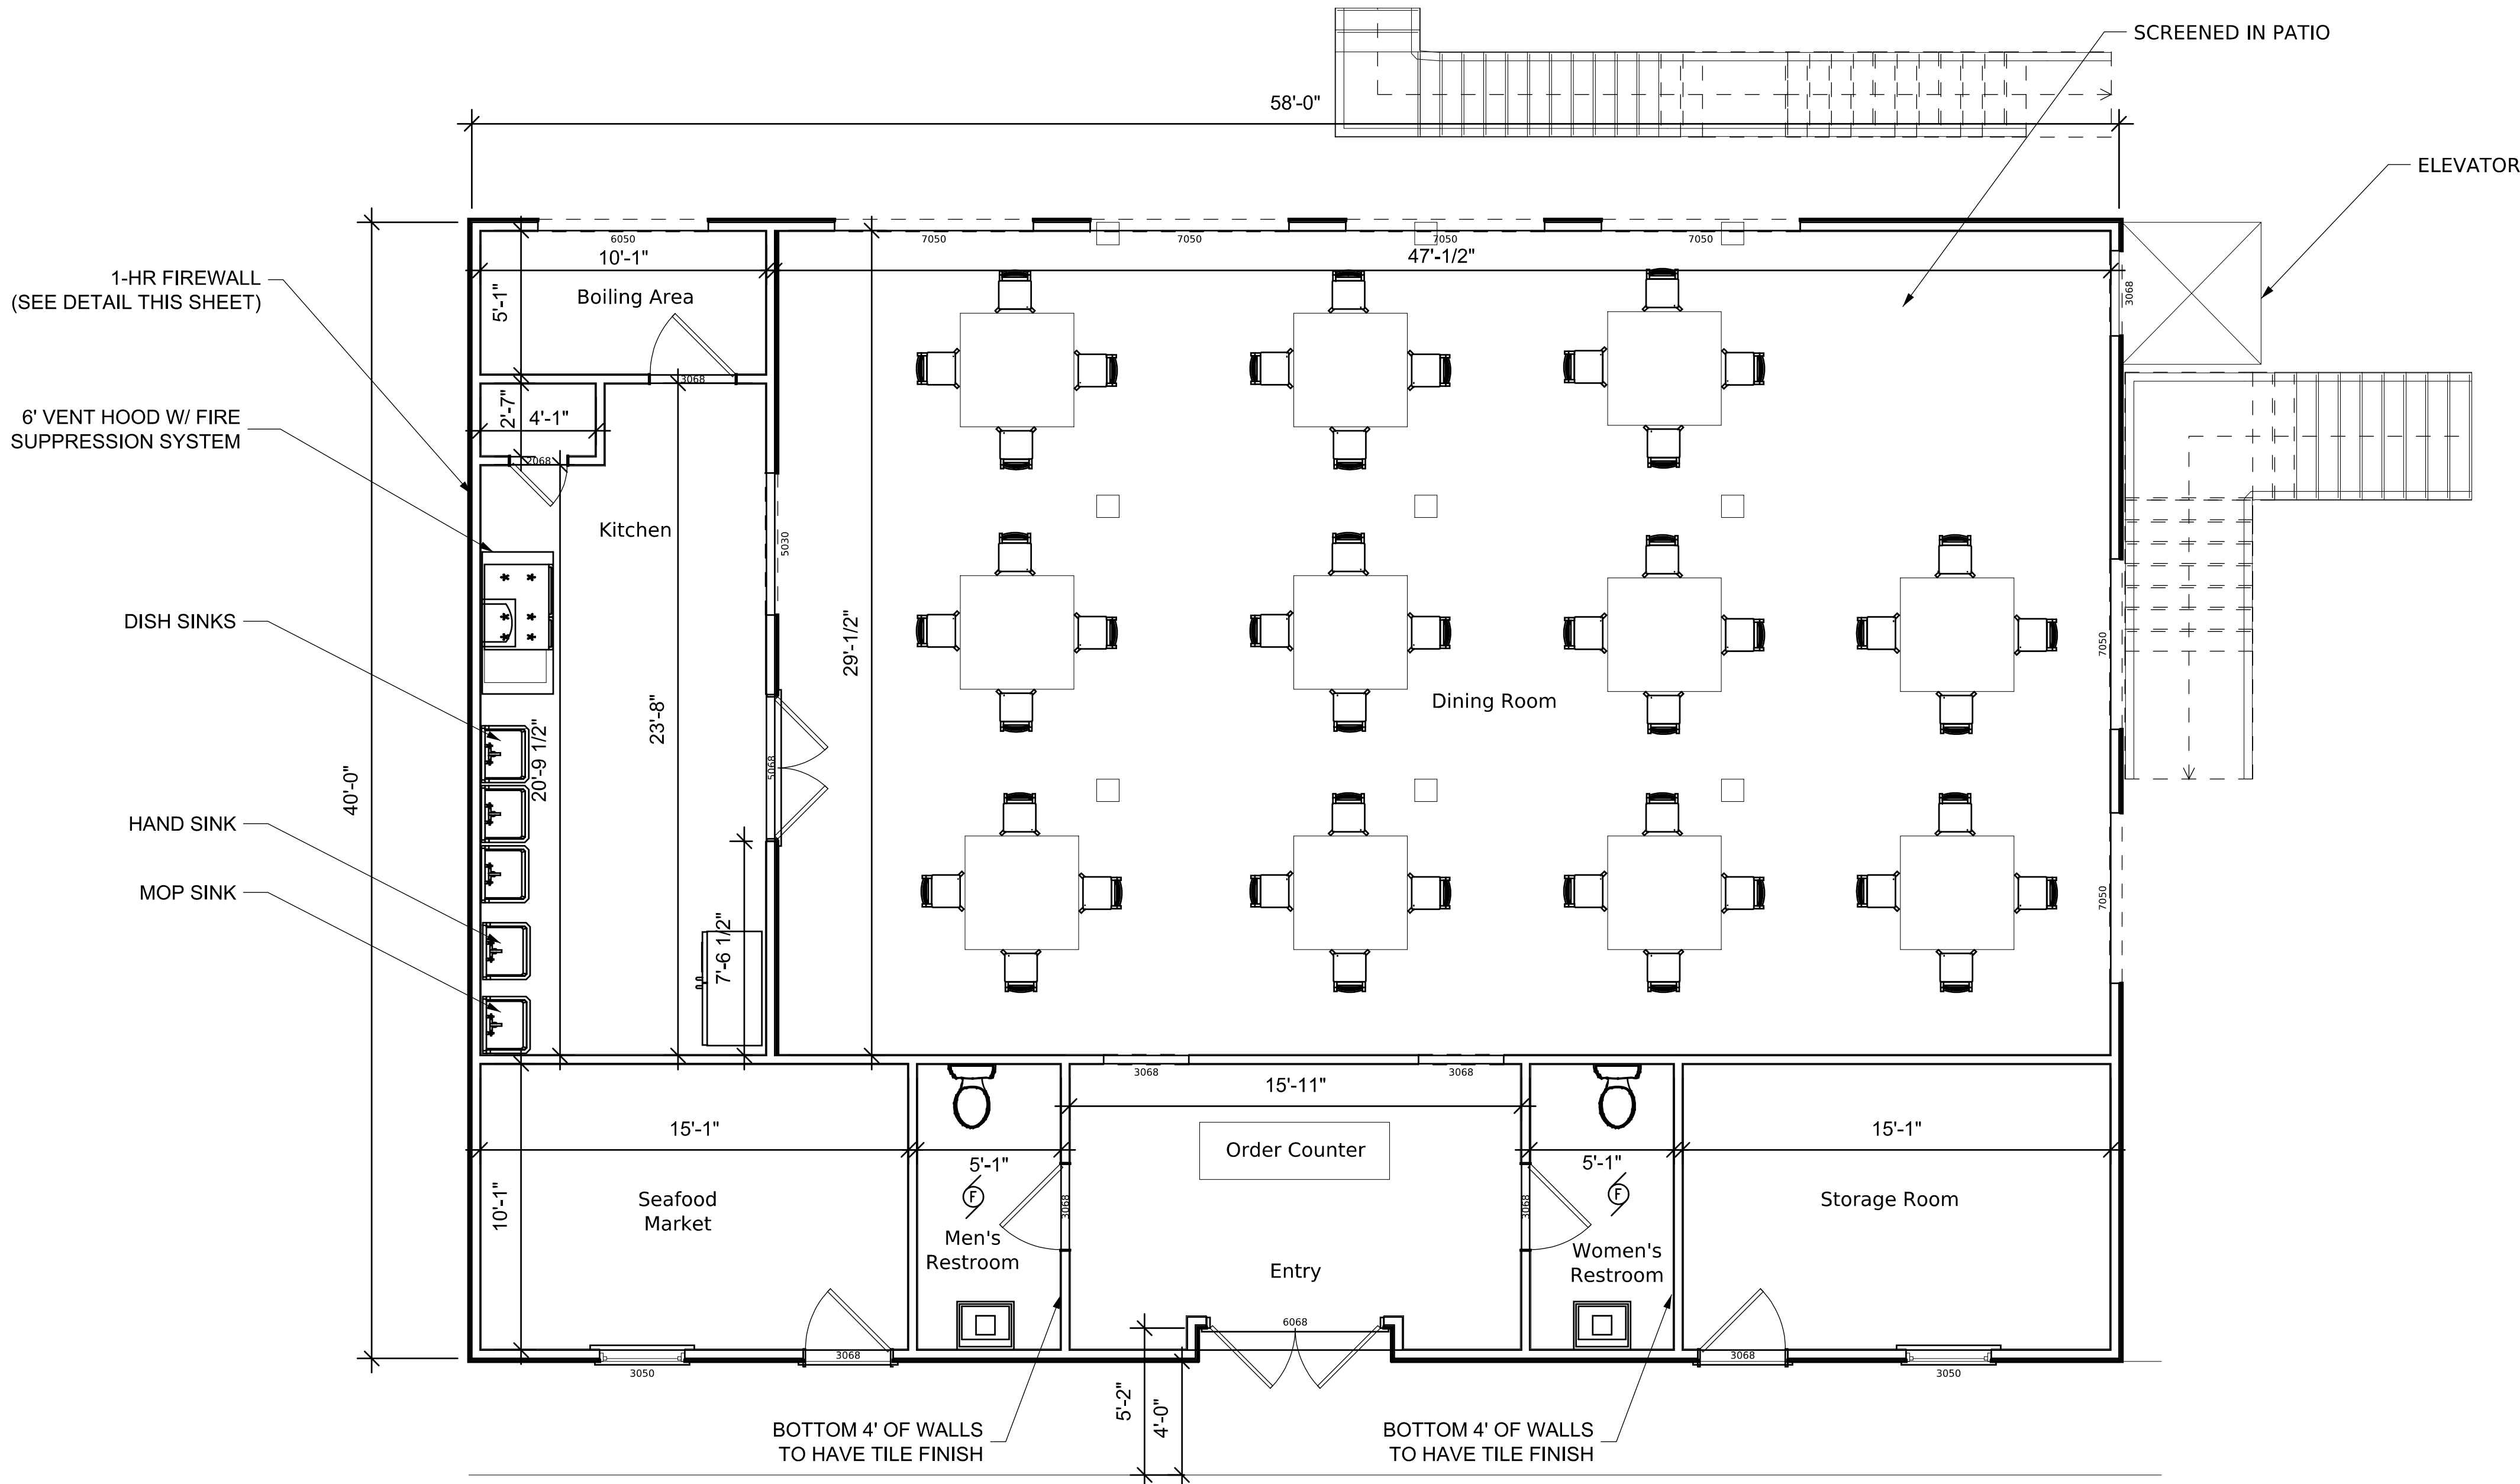 SCREENED IN PATIO
58'-0"
ELEVATOR
6050
7050
7050
7050
7050
10'-1"
47'-1/2"
1-HR FIREWALL
(SEE DETAIL THIS SHEET)
Boiling Area
5'-1"
3068
3068
2'-7"
4'-1"
6' VENT HOOD W/ FIRE
SUPPRESSION SYSTEM
2068
Kitchen
5030
DISH SINKS
29'-1/2"
7050
Dining Room
23'-8"
20'-9 1/2"
5068
40'-0"
HAND SINK
MOP SINK
7'-6 1/2"
7050
3068
3068
15'-11"
15'-1"
5'-1"
Order Counter
5'-1"
15'-1"
F
F
10'-1"
Seafood
Market
3068
3068
Storage Room
Men's
Restroom
Entry
Women's
Restroom
6068
3050
3068
3068
3050
5'-2"
4'-0"
BOTTOM 4' OF WALLS
TO HAVE TILE FINISH
BOTTOM 4' OF WALLS
TO HAVE TILE FINISH